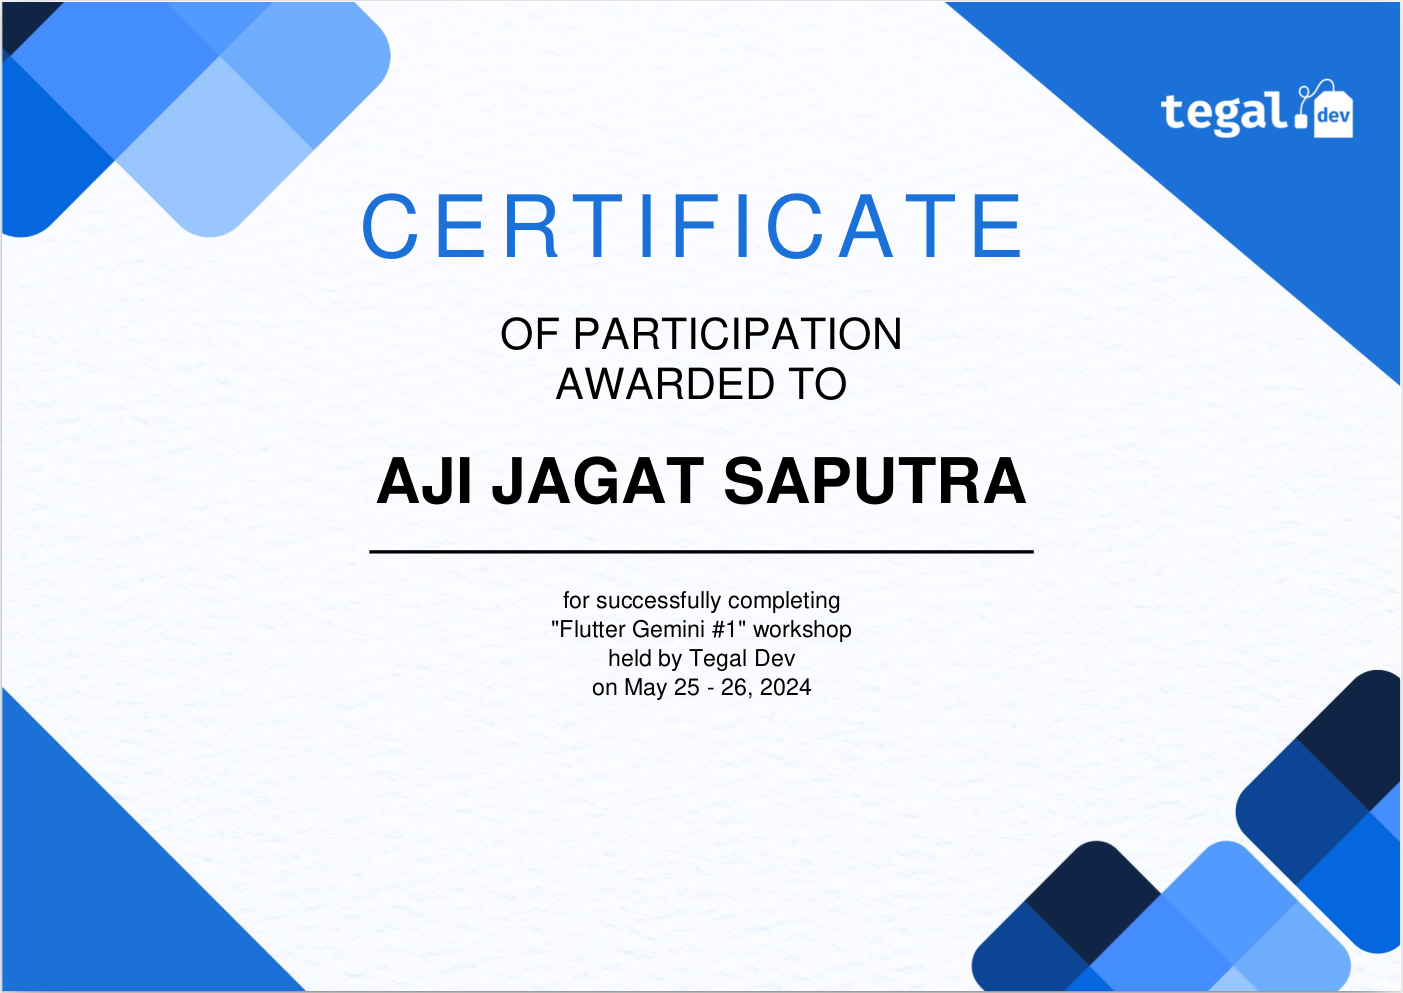 tegal dev
CERTIFICATE
OF PARTICIPATION
AWARDED TO
AJI JAGAT SAPUTRA
for successfully completing
"Flutter Gemini #1" workshop
held by Tegal Dev
on May 25 - 26, 2024